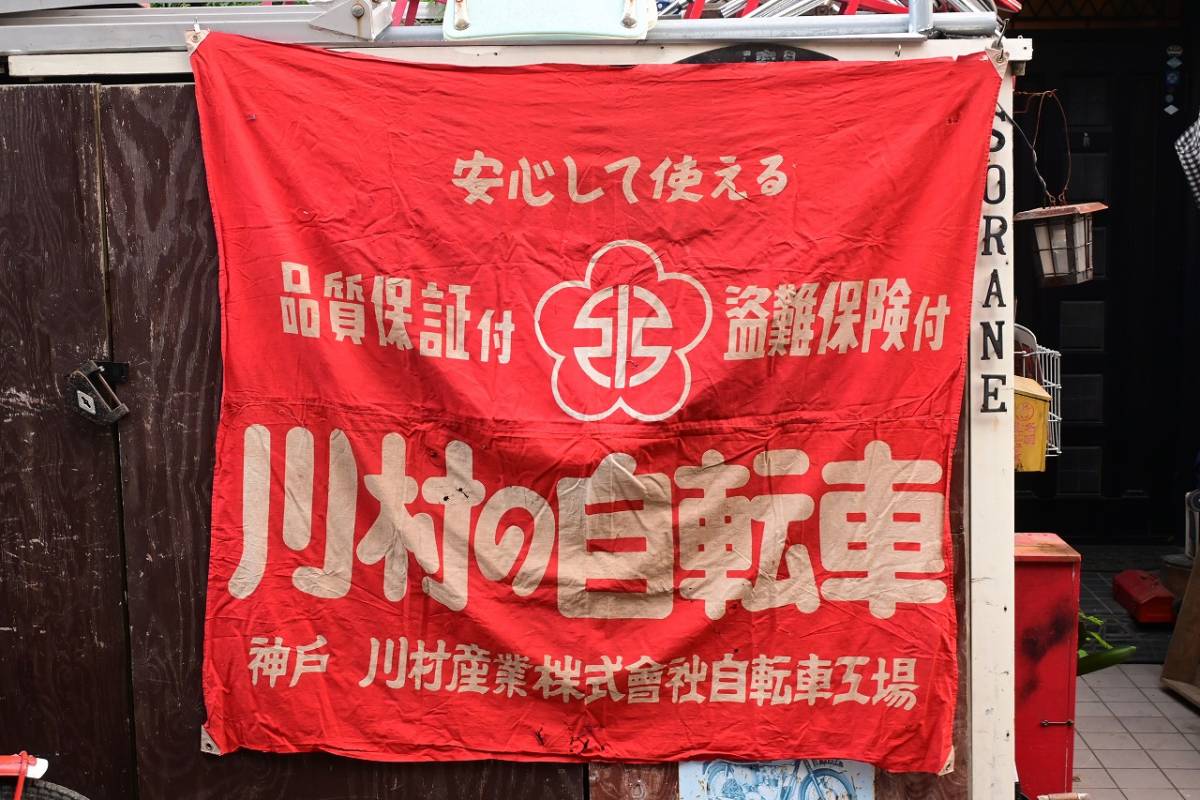 安心して使える
品質保証付 盗難保険付
川村の自転車
神戸 川村産業株式會社自転車工場
SORANE